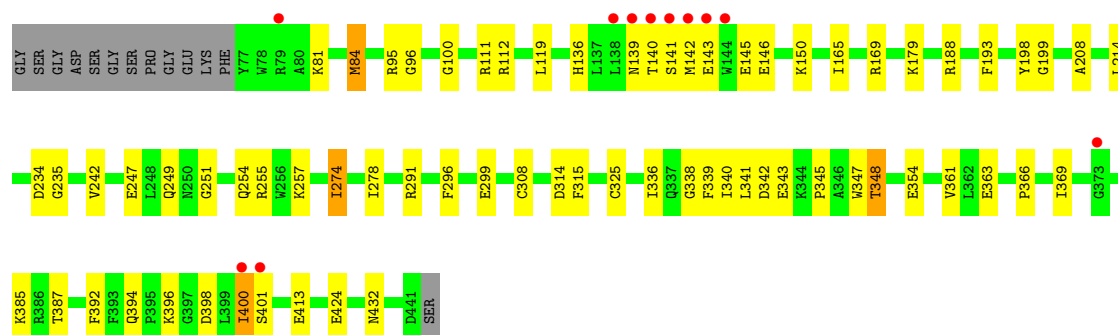 GLY SER GLY ASP SER GLY SER PRO GLY GLU LYS PHE Y77 W78 R79 A80 K81 M84 R95 G96 G100 R111 R112 L119 H136 L137 L138 N139 T140 S141 M142 E143 W144 E145 E146 K150 I165 R169 K179 R188 F193 Y198 G199 A208 L214
D234 G235 V242 E247 L248 Q249 N250 G251 Q254 R255 W256 K257 I274 I278 R291 F296 E299 C308 D314 F315 C325 I336 Q337 G338 F339 I340 L341 D342 E343 K344 P345 A346 W347 T348 E354 V361 L362 E363 P366 I369 G373
K385 R386 T387 F392 F393 Q394 P395 K396 G397 D398 L399 I400 S401 E413 E424 N432 D441 SER